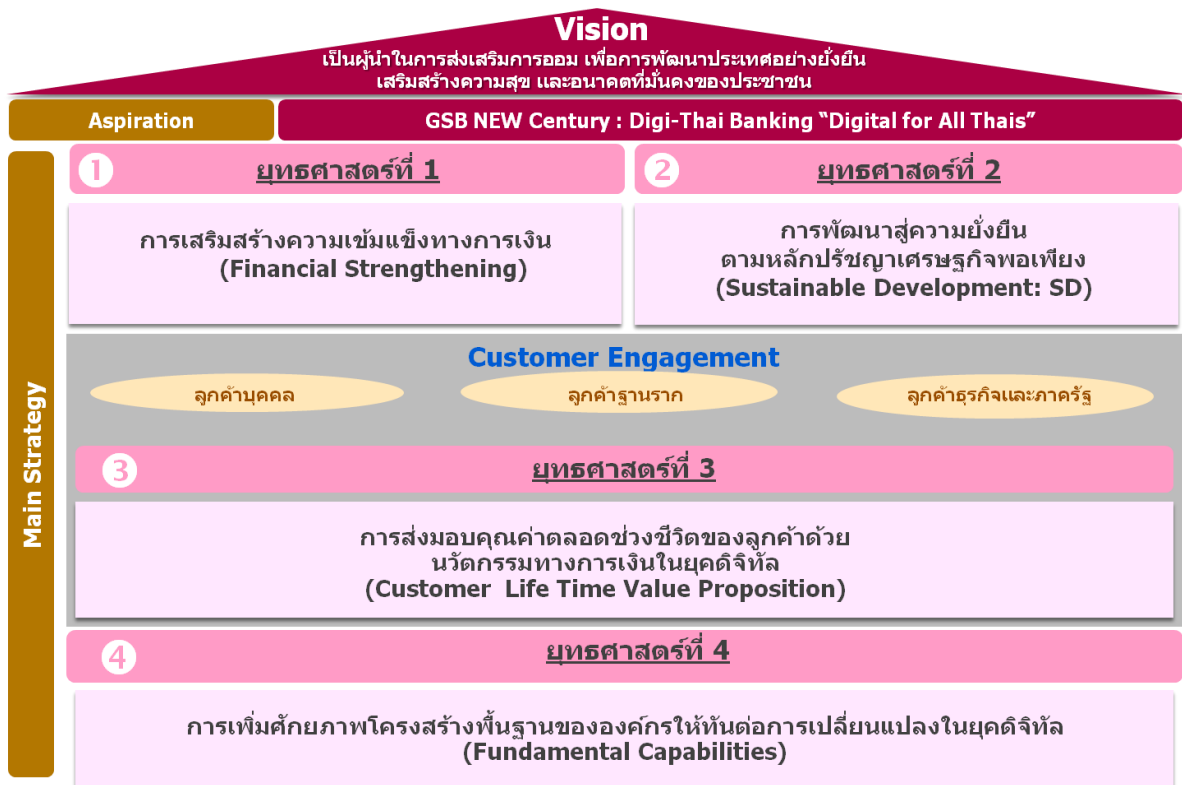 Vision
เป็นผู้นำในการส่งเสริมการออม เพื่อการพัฒนาประเทศอย่างยั่งยืน
เสริมสร้างความสุข และอนาคตที่มั่นคงของประชาชน
Aspiration
GSB NEW Century : Digi-Thai Banking “Digital for All Thais”
Main Strategy
1 ยุทธศาสตร์ที่ 1
การเสริมสร้างความเข้มแข็งทางการเงิน
(Financial Strengthening)
2 ยุทธศาสตร์ที่ 2
การพัฒนาสู่ความยั่งยืน
ตามหลักปรัชญาเศรษฐกิจพอเพียง
(Sustainable Development: SD)
Customer Engagement
ลูกค้าบุคคล
ลูกค้าฐานราก
ลูกค้าธุรกิจและภาครัฐ
3 ยุทธศาสตร์ที่ 3
การส่งมอบคุณค่าตลอดช่วงชีวิตของลูกค้าด้วย
นวัตกรรมทางการเงินในยุคดิจิทัล
(Customer Life Time Value Proposition)
4 ยุทธศาสตร์ที่ 4
การเพิ่มศักยภาพโครงสร้างพื้นฐานขององค์กรให้ทันต่อการเปลี่ยนแปลงในยุคดิจิทัล
(Fundamental Capabilities)